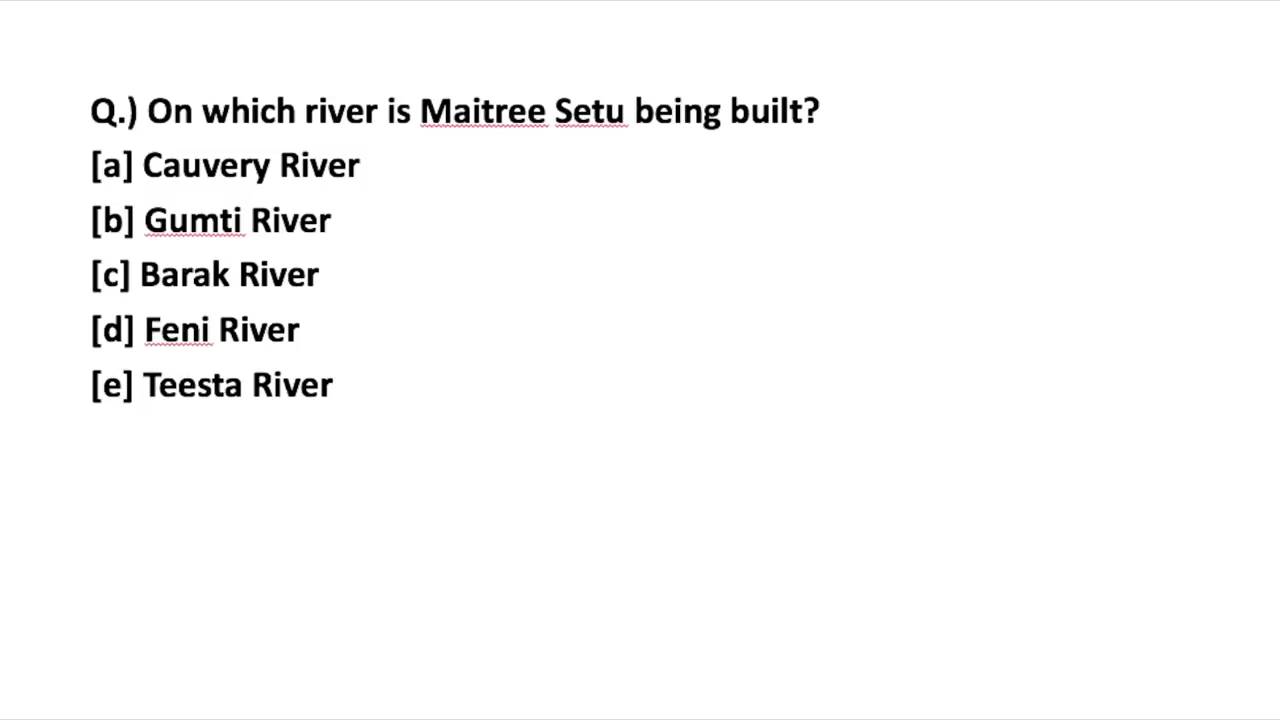 Q.) On which river is Maitree Setu being built?
[a] Cauvery River
[b] Gumti River
[c] Barak River
[d] Feni River
[e] Teesta River